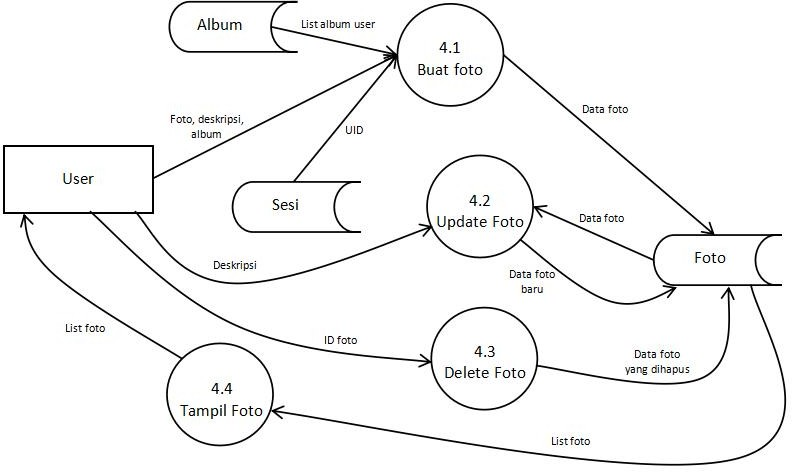 Album
List album user
4.1
Buat foto
Foto, deskripsi,
album
UID
Data foto
User
Sesi
4.2
Update Foto
Data foto
Foto
Deskripsi
Data foto
baru
List foto
ID foto
4.3
Delete Foto
Data foto
yang dihapus
4.4
Tampil Foto
List foto